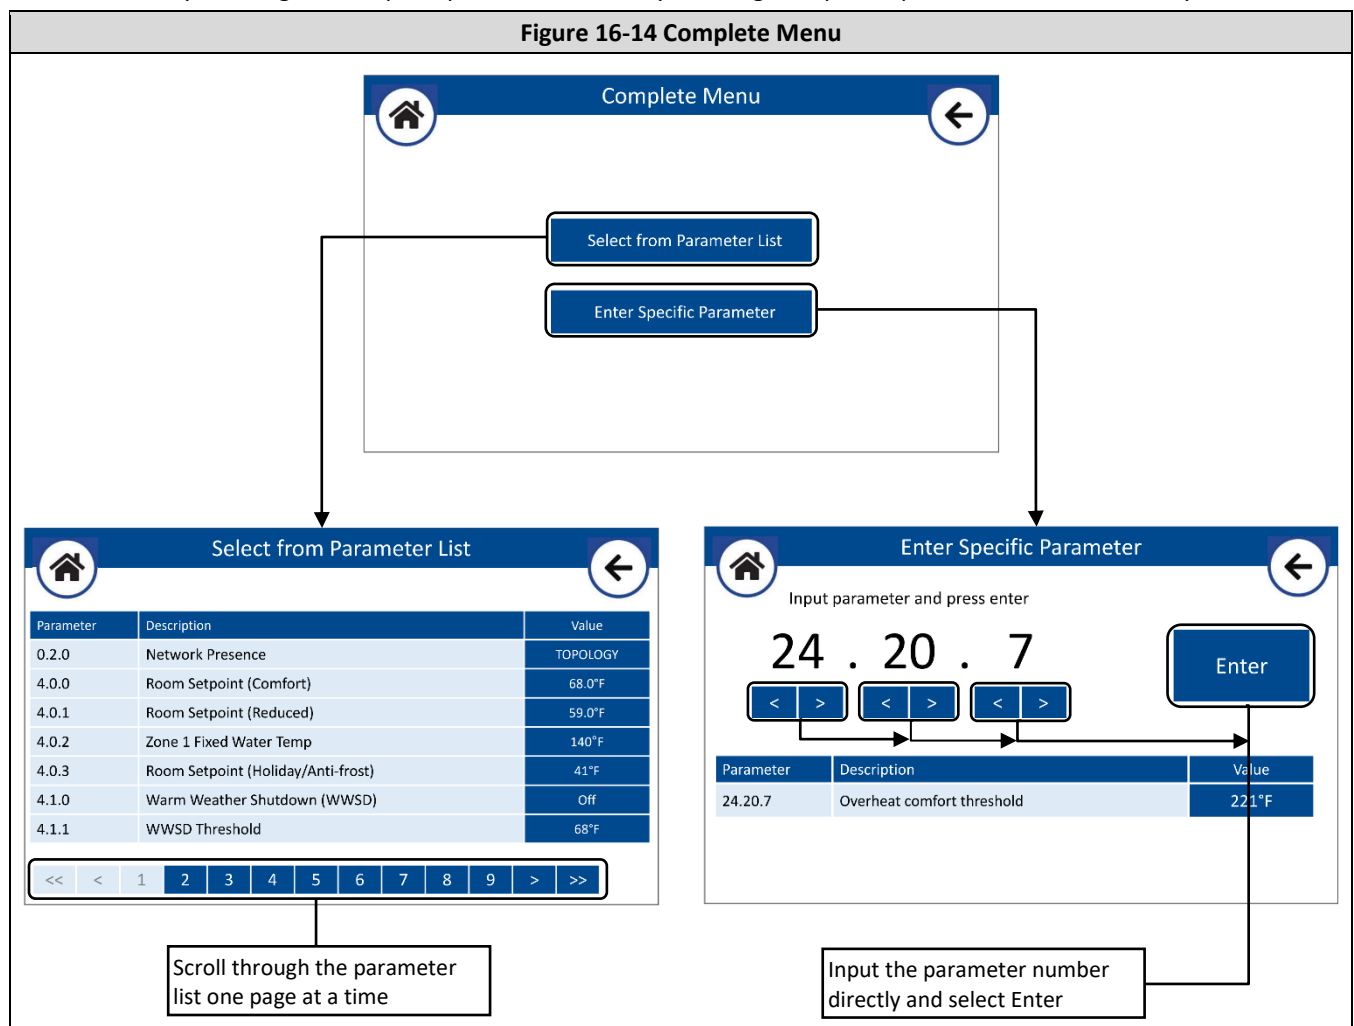 Figure 16-14 Complete Menu
Complete Menu
Select from Parameter List
Enter Specific Parameter
Select from Parameter List
Parameter Description Value
0.2.0 Network Presence TOPOLOGY
4.0.0 Room Setpoint (Comfort) 68.0°F
4.0.1 Room Setpoint (Reduced) 59.0°F
4.0.2 Zone 1 Fixed Water Temp 140°F
4.0.3 Room Setpoint (Holiday/Anti-frost) 41°F
4.1.0 Warm Weather Shutdown (WWSD) Off
4.1.1 WWSD Threshold 68°F
<< < 1 2 3 4 5 6 7 8 9 > >>
Scroll through the parameter
list one page at a time
Enter Specific Parameter
Input parameter and press enter
24 . 20 . 7
Enter
< > < > < >
Parameter Description Value
24.20.7 Overheat comfort threshold 221°F
Input the parameter number
directly and select Enter